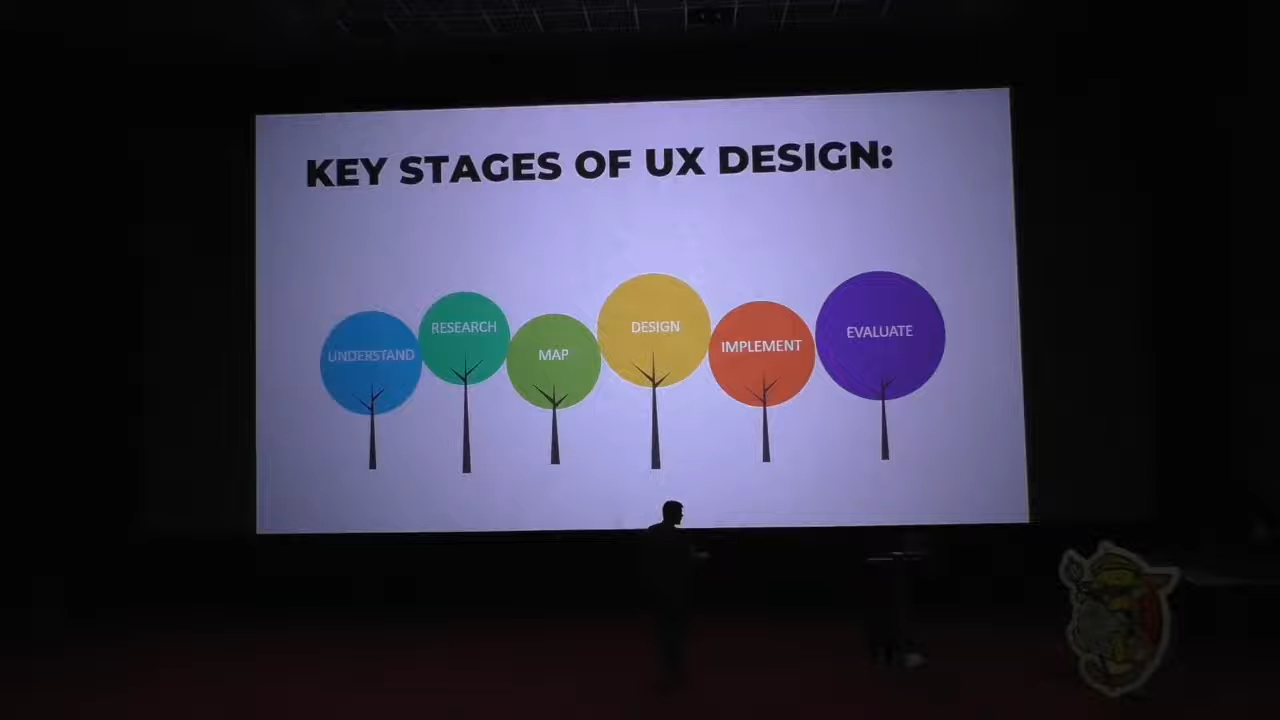 KEY STAGES OF UX DESIGN:
UNDERSTAND
RESEARCH
MAP
DESIGN
IMPLEMENT
EVALUATE